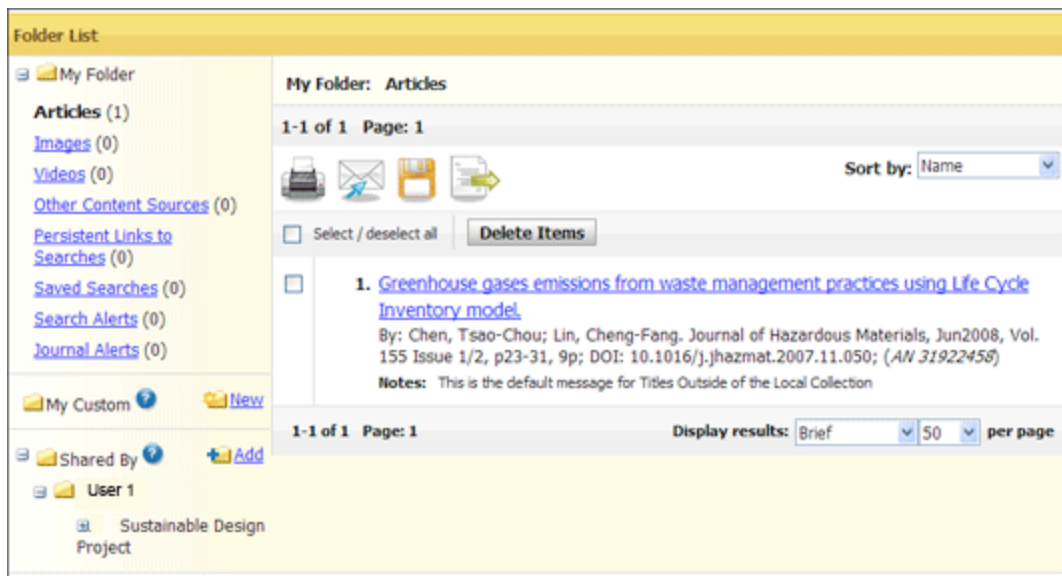 Folder List
My Folder
Articles (1)
Images (0)
Videos (0)
Other Content Sources (0)
Persistent Links to
Searches (0)
Saved Searches (0)
Search Alerts (0)
Journal Alerts (0)
My Custom ? New
Shared By ? Add
User 1
Sustainable Design
Project
My Folder: Articles
1-1 of 1 Page: 1
Sort by: Name
Select / deselect all Delete Items
1. Greenhouse gases emissions from waste management practices using Life Cycle
Inventory model.
By: Chen, Tsao-Chou; Lin, Cheng-Fang. Journal of Hazardous Materials, Jun2008, Vol.
155 Issue 1/2, p23-31, 9p; DOI: 10.1016/j.jhazmat.2007.11.050; (AN 31922458)
Notes: This is the default message for Titles Outside of the Local Collection
1-1 of 1 Page: 1 Display results: Brief 50 per page